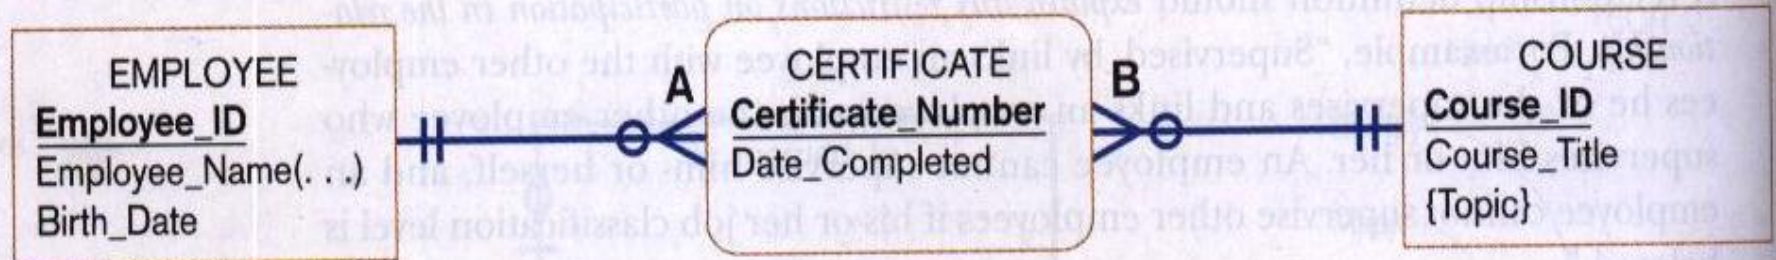 EMPLOYEE
Employee_ID
Employee_Name(. . .)
Birth_Date
A
CERTIFICATE
Certificate_Number
Date_Completed
B
COURSE
Course_ID
Course_Title
{Topic}